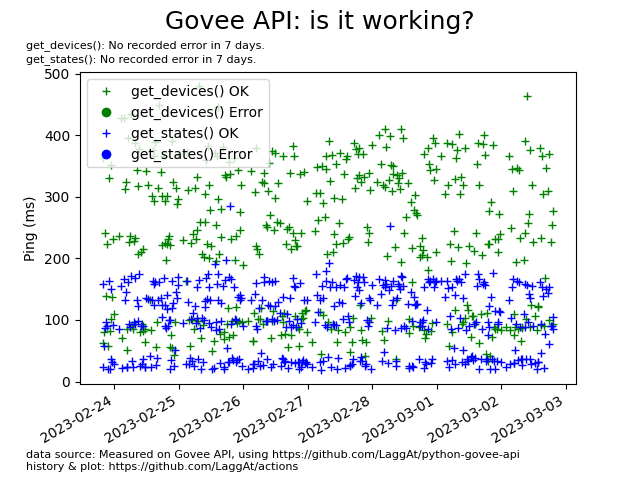 Govee API: is it working?
get_devices(): No recorded error in 7 days.
get_states(): No recorded error in 7 days.
500
400
300
200
100
0
Ping (ms)
get_devices() OK
get_devices() Error
get_states() OK
get_states() Error
2023-02-24
2023-02-25
2023-02-26
2023-02-27
2023-02-28
2023-03-01
2023-03-02
2023-03-03
data source: Measured on Govee API, using https://github.com/LaggAt/python-govee-api
history & plot: https://github.com/LaggAt/actions